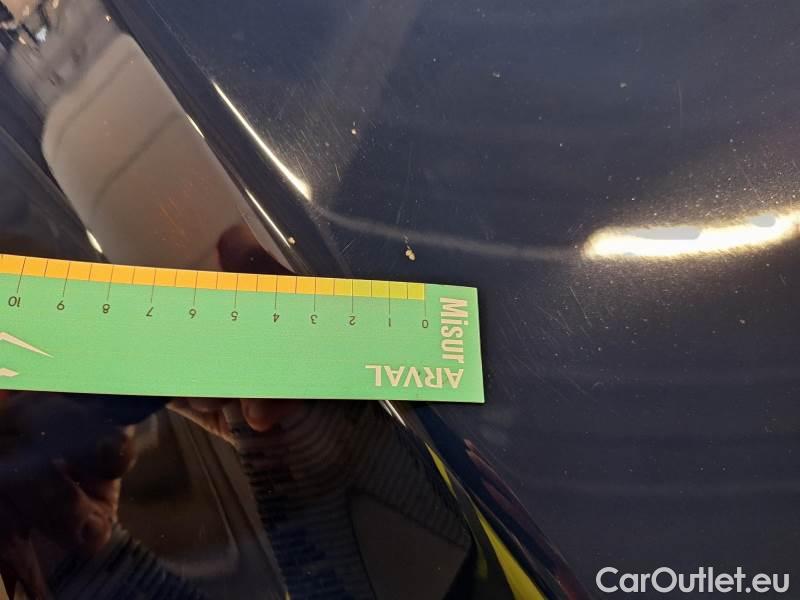 10 9 8 7 6 5 4 3 2 1 0
Misur
ARVAL
CarOutlet.eu